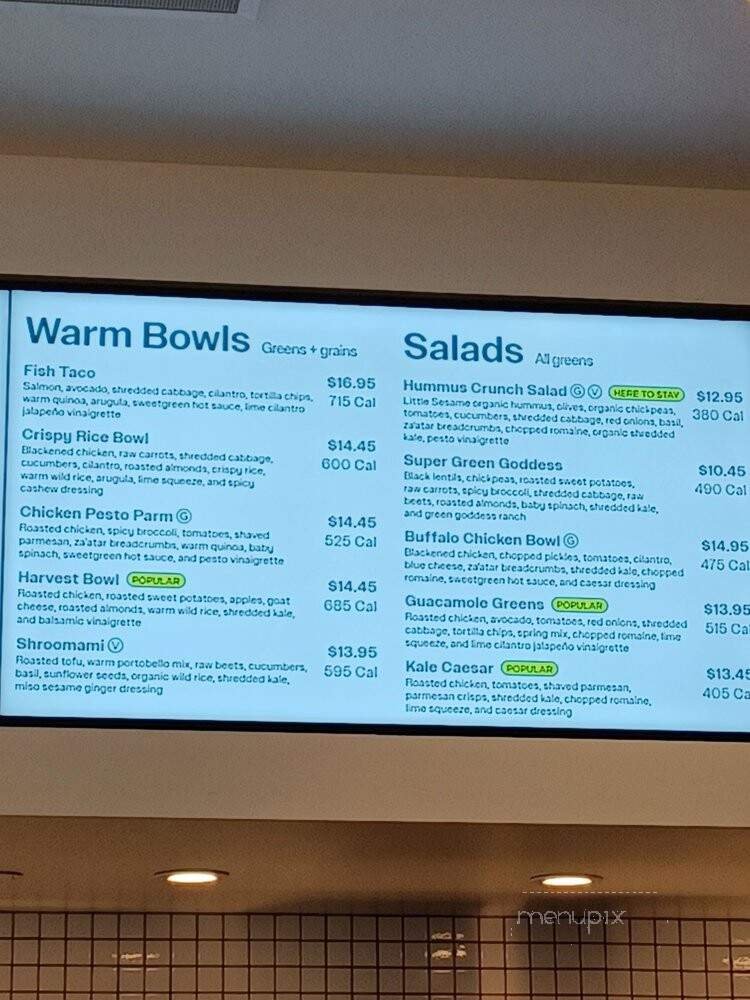 Warm Bowls Greens + grains
Fish Taco
$16.95
Salmon, avocado, shredded cabbage, cilantro, tortilla chips,
715 Cal
warm quinoa, arugula, sweetgreen hot sauce, lime cilantro
jalapeño vinaigrette
Crispy Rice Bowl
$14.45
Blackened chicken, raw carrots, shredded cabbage,
600 Cal
cucumbers, cilantro, roasted almonds, crispy rice,
warm wild rice, arugula, lime squeeze, and spicy
cashew dressing
Chicken Pesto Parm G
$14.45
Roasted chicken, spicy broccoli, tomatoes, shaved
525 Cal
parmesan, za'atar breadcrumbs, warm quinoa, baby
spinach, sweetgreen hot sauce, and pesto vinaigrette
Harvest Bowl POPULAR
$14.45
Roasted chicken, roasted sweet potatoes, apples, goat
685 Cal
cheese, roasted almonds, warm wild rice, shredded kale,
and balsamic vinaigrette
Shroomami V
$13.95
Roasted tofu, warm portobello mix, raw beets, cucumbers,
595 Cal
basil, sunflower seeds, organic wild rice, shredded kale,
miso sesame ginger dressing
Salads All greens
Hummus Crunch Salad G V HERE TO STAY
$12.95
Little Sesame organic hummus, olives, organic chickpeas,
380 Cal
tomatoes, cucumbers, shredded cabbage, red onions, basil,
za'atar breadcrumbs, chopped romaine, organic shredded
kale, pesto vinaigrette
Super Green Goddess
$10.45
Black lentils, chickpeas, roasted sweet potatoes,
490 Cal
raw carrots, spicy broccoli, shredded cabbage, raw
beets, roasted almonds, baby spinach, shredded kale,
and green goddess ranch
Buffalo Chicken Bowl G
$14.95
Blackened chicken, chopped pickles, tomatoes, cilantro,
475 Cal
blue cheese, za'atar breadcrumbs, shredded kale, chopped
romaine, sweetgreen hot sauce, and caesar dressing
Guacamole Greens POPULAR
$13.95
Roasted chicken, avocado, tomatoes, red onions, shredded
515 Cal
cabbage, tortilla chips, spring mix, chopped romaine, lime
squeeze, and lime cilantro jalapeño vinaigrette
Kale Caesar POPULAR
$13.45
Roasted chicken, tomatoes, shaved parmesan,
405 Ca
parmesan crisps, shredded kale, chopped romaine,
lime squeeze, and caesar dressing
menupix